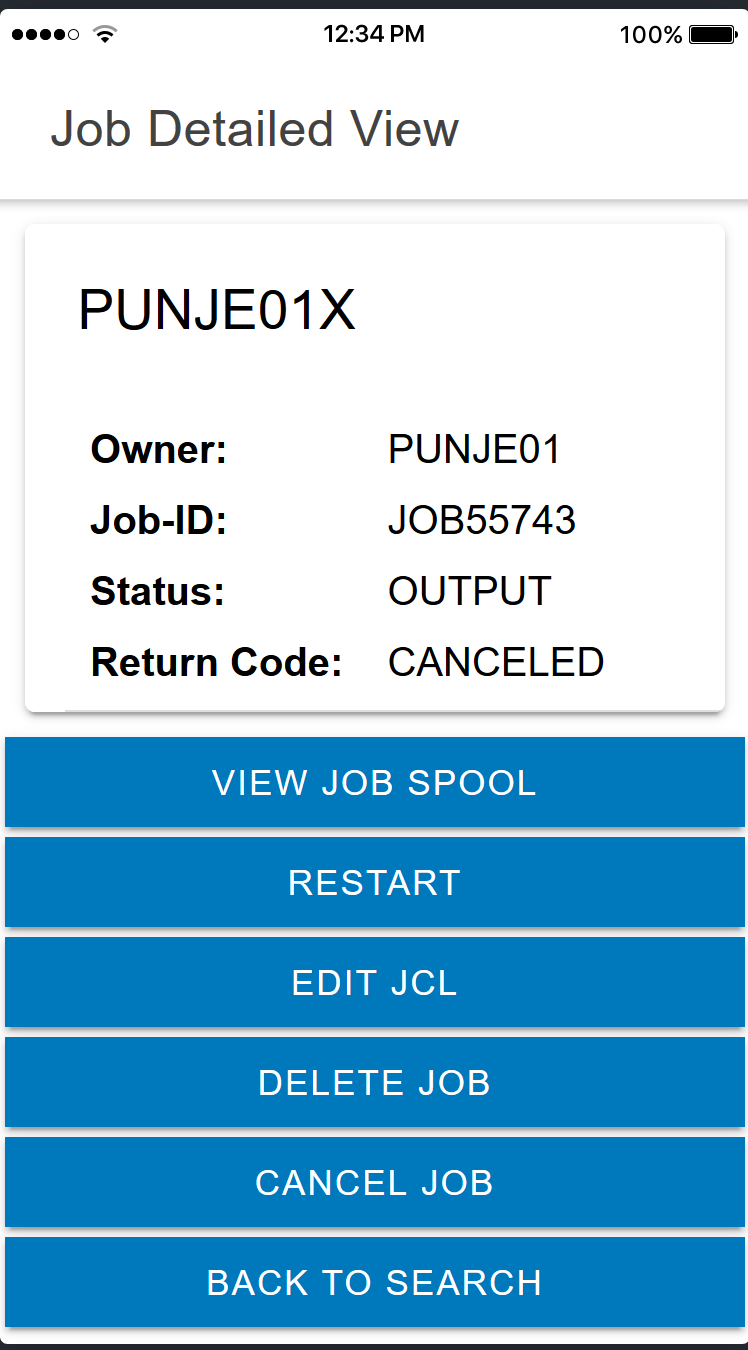 12:34 PM 100%
Job Detailed View
PUNJE01X
Owner: PUNJE01
Job-ID: JOB55743
Status: OUTPUT
Return Code: CANCELED
VIEW JOB SPOOL
RESTART
EDIT JCL
DELETE JOB
CANCEL JOB
BACK TO SEARCH